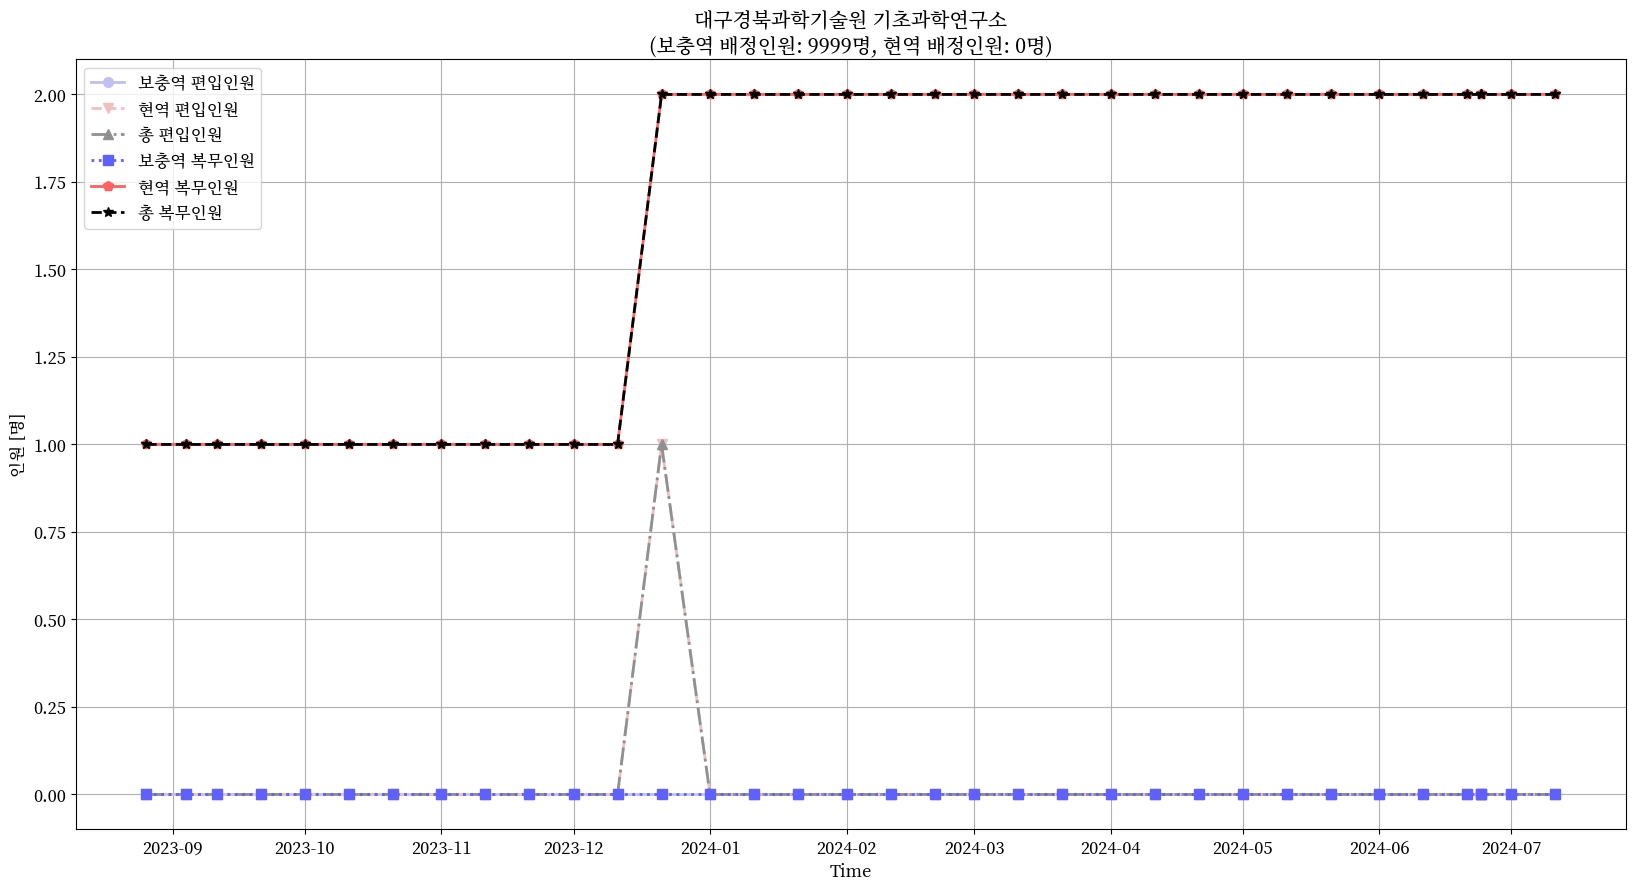 대구경북과학기술원 기초과학연구소
(보충역 배정인원: 9999명, 현역 배정인원: 0명)
보충역 편입인원
현역 편입인원
총 편입인원
보충역 복무인원
현역 복무인원
총 복무인원
2.00
1.75
1.50
1.25
1.00
0.75
0.50
0.25
0.00
인원 [명]
2023-09 2023-10 2023-11 2023-12 2024-01 2024-02 2024-03 2024-04 2024-05 2024-06 2024-07
Time